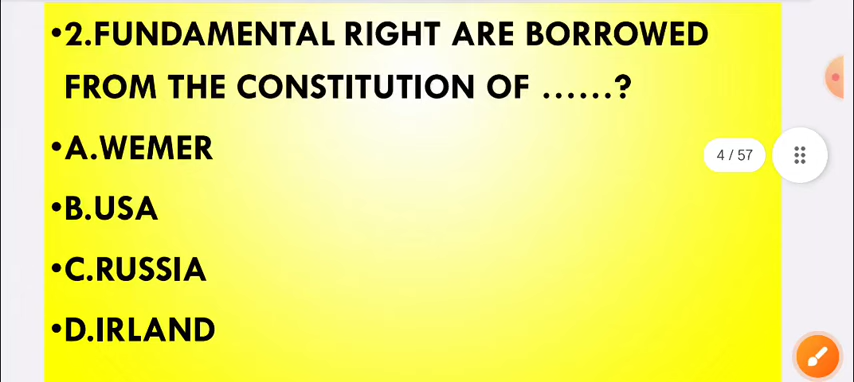 •2.FUNDAMENTAL RIGHT ARE BORROWED
FROM THE CONSTITUTION OF ......?
•A.WEMER
4 / 57
•B.USA
•C.RUSSIA
•D.IRLAND